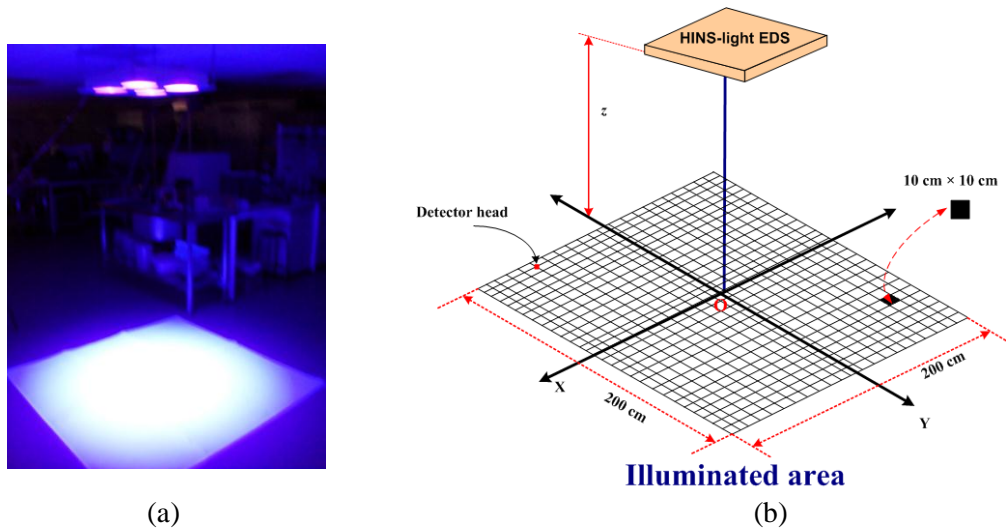 HINS-light EDS
z
10 cm × 10 cm
Detector head
O
X
Y
200 cm
200 cm
Illuminated area
(a)
(b)